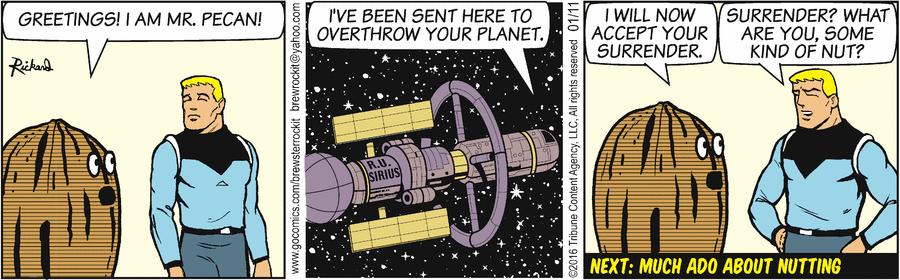 GREETINGS! I AM MR. PECAN!
Rickard
www.gocomics.com/brewsterrockit brewrockit@yahoo.com
I'VE BEEN SENT HERE TO
OVERTHROW YOUR PLANET.
R.U.
SIRIUS
©2016 Tribune Content Agency, LLC. All rights reserved 01/11
I WILL NOW
ACCEPT YOUR
SURRENDER.
SURRENDER? WHAT
ARE YOU, SOME
KIND OF NUT?
NEXT: MUCH ADO ABOUT NUTTING